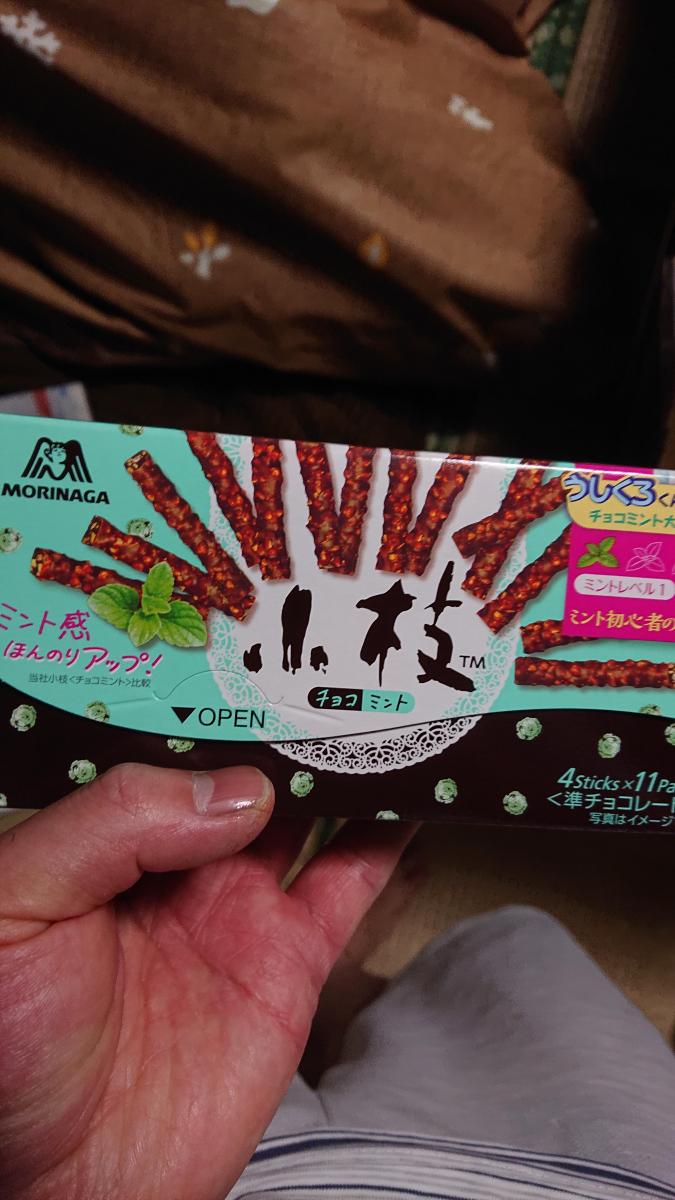 MORINAGA
うしくろくん
チョコミント大
ミントレベル1
ミント初心者の
ミント感
ほんのりアップ!
当社小枝<チョコミント>比較
小枝™
チョコミント
▼OPEN
4Sticks×11Pa
<準チョコレート
写真はイメージ